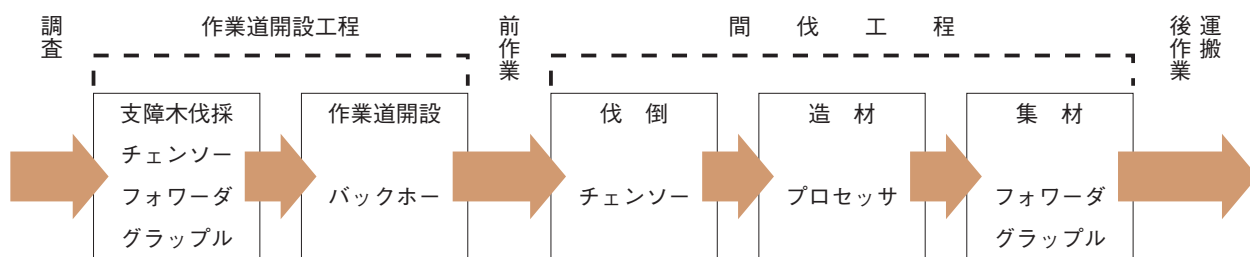 調査
作業道開設工程
前作業
間伐工程
後作業
運搬
支障木伐採
チェンソー
フォワーダ
グラップル
作業道開設
バックホー
伐倒
チェンソー
造材
プロセッサ
集材
フォワーダ
グラップル